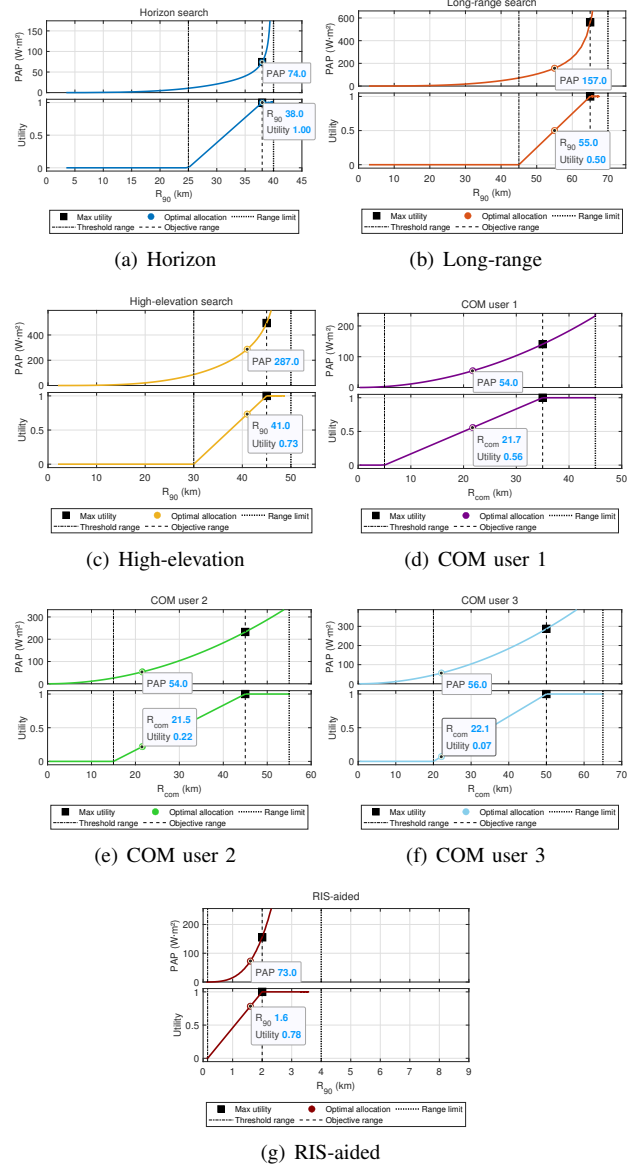 Horizon search
PAP (W·m²)
150
100
50
0
PAP 74.0
Utility
1
0.5
0
R90 38.0
Utility 1.00
0 5 10 15 20 25 30 35 40 45
R90 (km)
Max utility Optimal allocation Range limit
Threshold range Objective range
(a) Horizon
Long-range search
PAP (W·m²)
600
400
200
0
PAP 157.0
Utility
1
0.5
0
R90 55.0
Utility 0.50
0 10 20 30 40 50 60 70
R90 (km)
Max utility Optimal allocation Range limit
Threshold range Objective range
(b) Long-range
High-elevation search
PAP (W·m²)
400
200
0
PAP 287.0
Utility
1
0.5
0
R90 41.0
Utility 0.73
0 10 20 30 40 50
R90 (km)
Max utility Optimal allocation Range limit
Threshold range Objective range
(c) High-elevation
COM user 1
PAP (W·m²)
200
100
0
PAP 54.0
Utility
1
0.5
0
Rcom 21.7
Utility 0.56
0 10 20 30 40 50
Rcom (km)
Max utility Optimal allocation Range limit
Threshold range Objective range
(d) COM user 1
COM user 2
PAP (W·m²)
300
200
100
0
PAP 54.0
Utility
1
0.5
0
Rcom 21.5
Utility 0.22
0 10 20 30 40 50 60
Rcom (km)
Max utility Optimal allocation Range limit
Threshold range Objective range
(e) COM user 2
COM user 3
PAP (W·m²)
300
200
100
0
PAP 56.0
Utility
1
0.5
0
Rcom 22.1
Utility 0.07
0 10 20 30 40 50 60 70
Rcom (km)
Max utility Optimal allocation Range limit
Threshold range Objective range
(f) COM user 3
RIS-aided
PAP (W·m²)
200
100
0
PAP 73.0
Utility
1
0.5
0
R90 1.6
Utility 0.78
0 1 2 3 4 5 6 7 8 9
R90 (km)
Max utility Optimal allocation Range limit
Threshold range Objective range
(g) RIS-aided